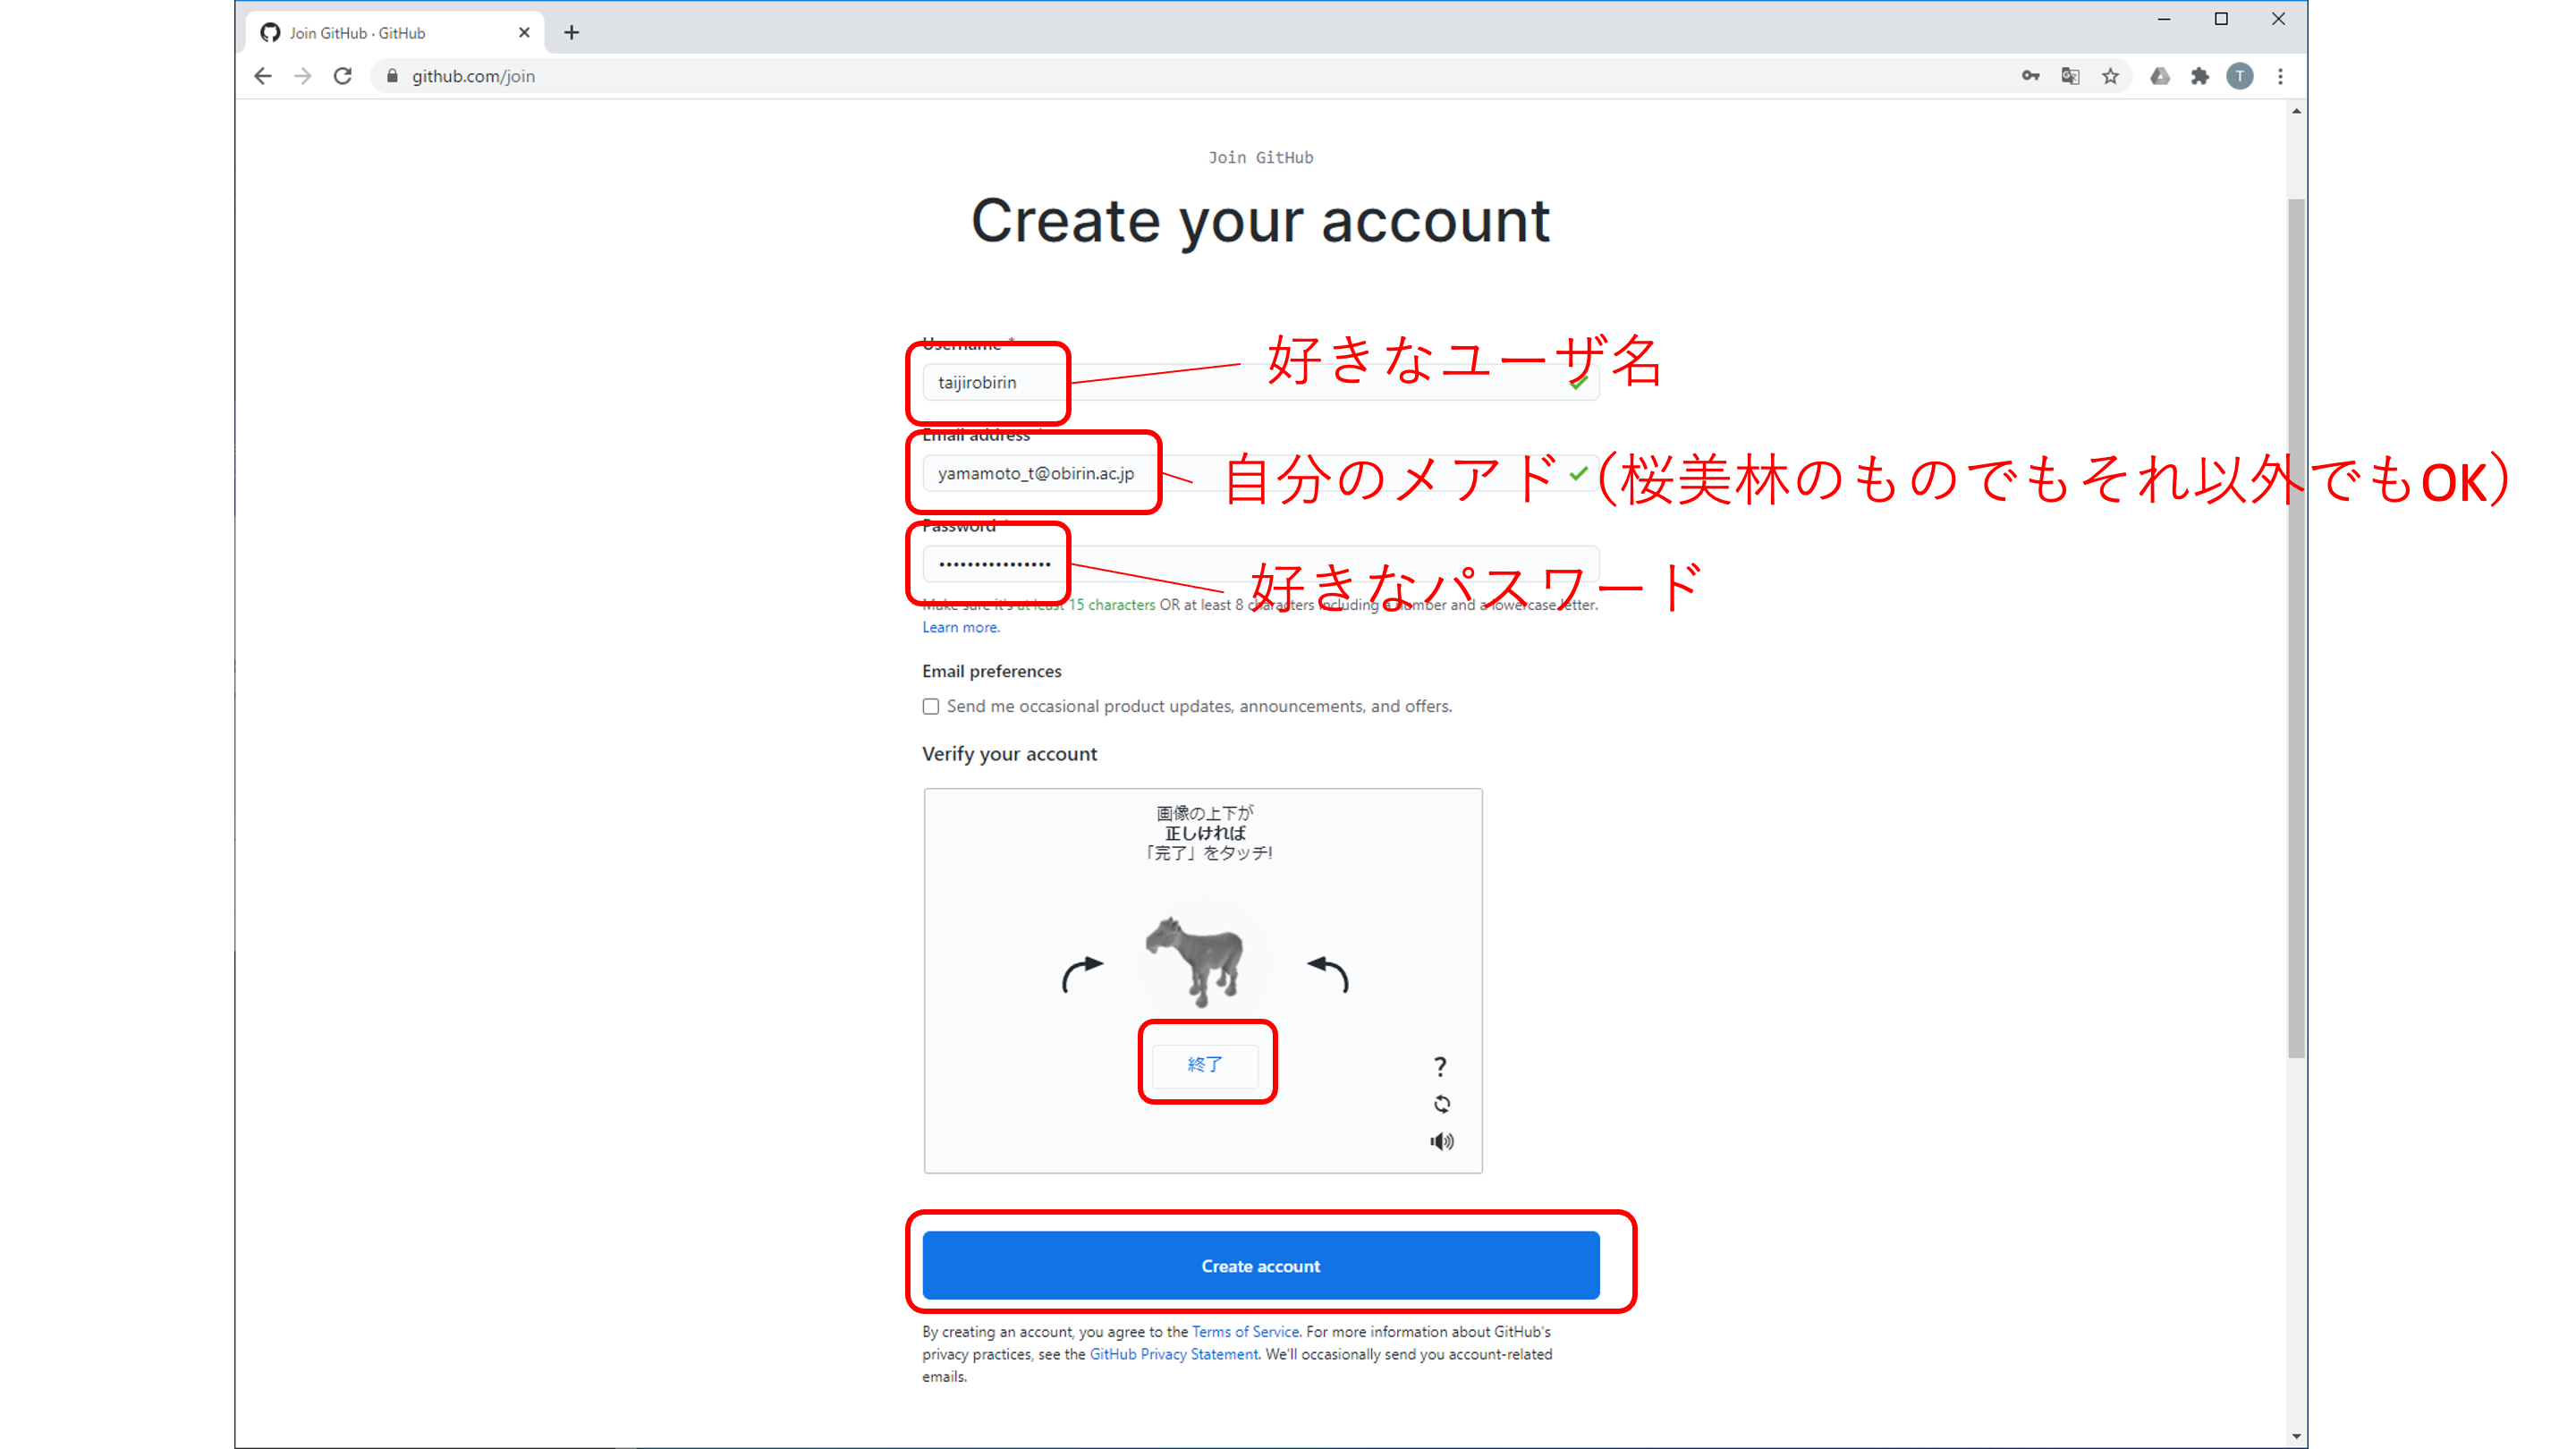 Join GitHub · GitHub
github.com/join
T
Join GitHub
Create your account
Username *
好きなユーザ名
taijirobirin
Email address *
自分のメアド（桜美林のものでもそれ以外でもOK）
yamamoto_t@obirin.ac.jp
Password *
好きなパスワード
••••••••••••••••
Make sure it's at least 15 characters OR at least 8 characters including a number and a lowercase letter.
Learn more.
Email preferences
Send me occasional product updates, announcements, and offers.
Verify your account
画像の上下が
正しければ
「完了」をタッチ!
終了
?
Create account
By creating an account, you agree to the Terms of Service. For more information about GitHub's
privacy practices, see the GitHub Privacy Statement. We'll occasionally send you account-related
emails.